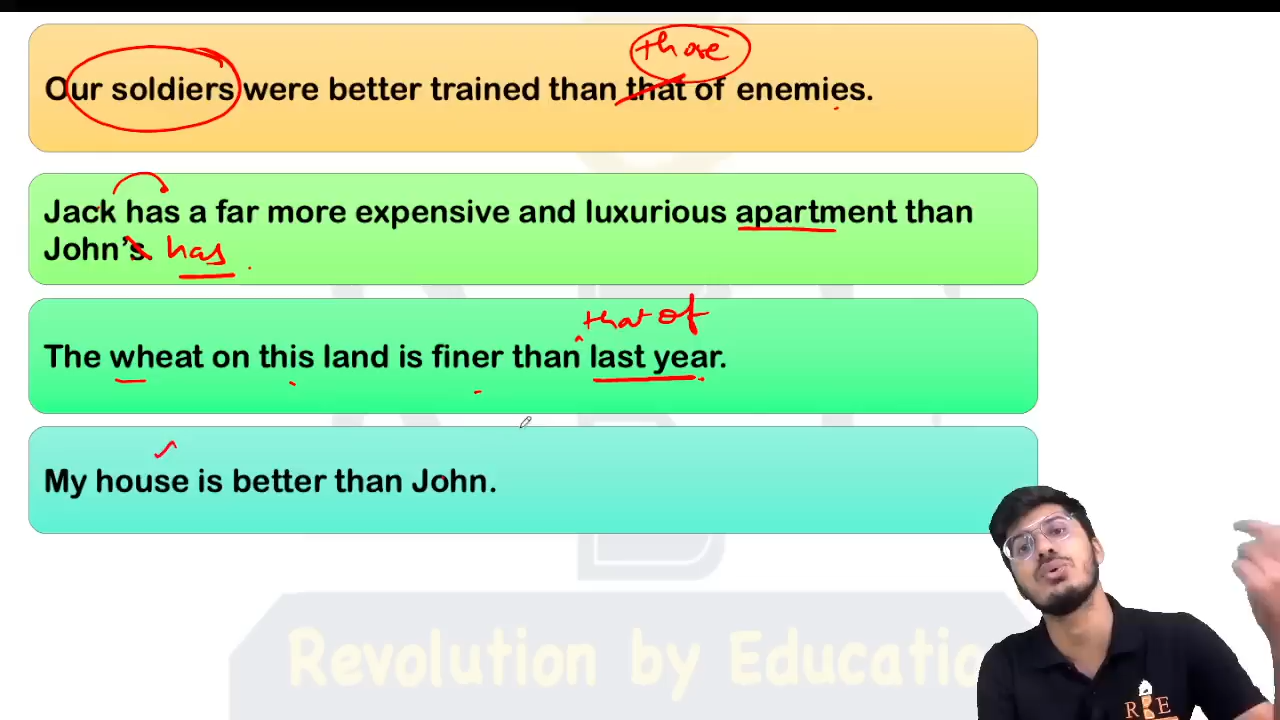 those
Our soldiers were better trained than that of enemies.
Jack has a far more expensive and luxurious apartment than
John's. has
that of
The wheat on this land is finer than last year.
My house is better than John.
Revolution by Educatio
R B E